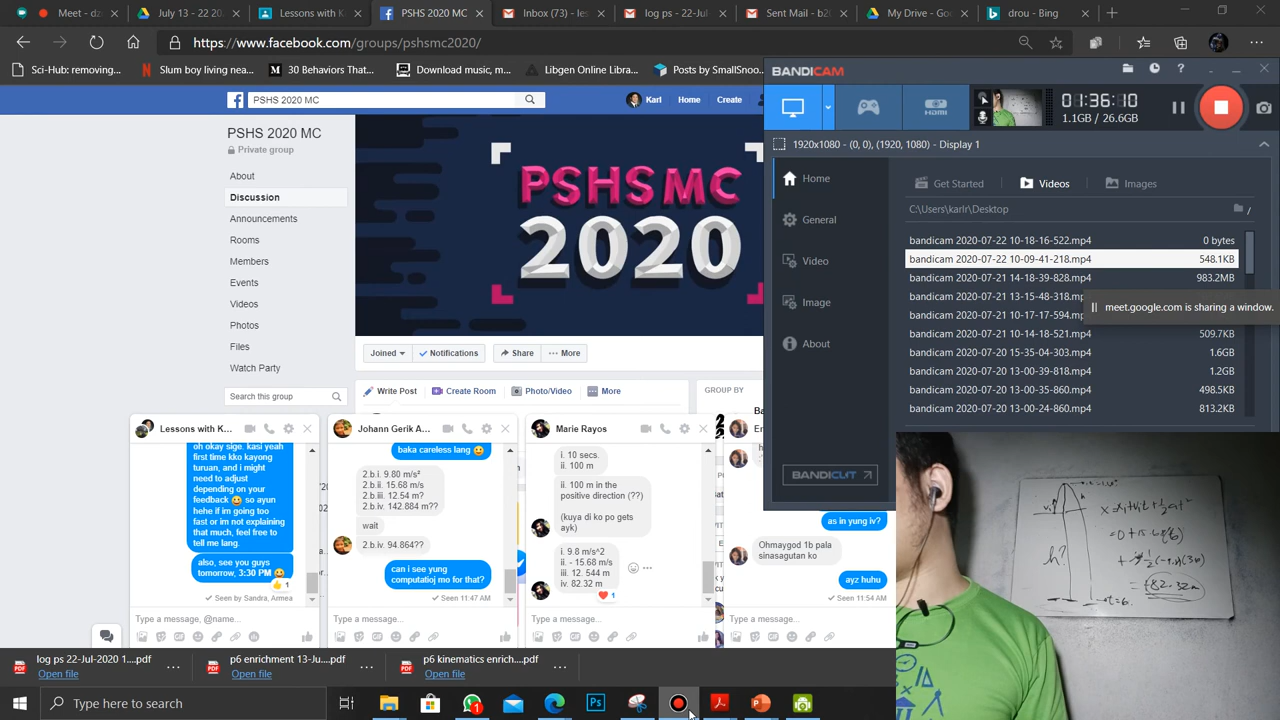 Meet - dz
July 13 - 22 20
Lessons with K
PSHS 2020 MC
Inbox (73) - les
log ps - 22-Jul
Sent Mail - b20
My Drive - Goo
drou - Bing
https://www.facebook.com/groups/pshsmc2020/
Sci-Hub: removing...
Slum boy living nea...
30 Behaviors That...
Download music, m...
Libgen Online Libra...
Posts by SmallSnoo...
PSHS 2020 MC
Karl
Home
Create
PSHS 2020 MC
Private group
About
Discussion
Announcements
Rooms
Members
Events
Videos
Photos
Files
Watch Party
Search this group
PSHS MC
2020
Joined
Notifications
Share
More
Write Post
Create Room
Photo/Video
More
GROUP BY
BANDICAM
01:36:10
1.1GB / 26.6GB
1920x1080 - (0, 0), (1920, 1080) - Display 1
Home
General
Video
Image
About
BANDICUT
Get Started
Videos
Images
C:\Users\karlr\Desktop
bandicam 2020-07-22 10-18-16-522.mp4 0 bytes
bandicam 2020-07-22 10-09-41-218.mp4 548.1KB
bandicam 2020-07-21 14-18-39-828.mp4 983.2MB
bandicam 2020-07-21 13-15-48-318.mp
bandicam 2020-07-21 10-17-17-594.mp
bandicam 2020-07-21 10-14-18-521.mp4 509.7KB
bandicam 2020-07-20 15-35-04-303.mp4 1.6GB
bandicam 2020-07-20 13-00-39-818.mp4 1.2GB
bandicam 2020-07-20 13-00-35-860.mp4 498.5KB
bandicam 2020-07-20 13-00-24-860.mp4 813.2KB
meet.google.com is sharing a window.
Lessons with K...
oh okay sige. kasi yeah
first time kko kayong
turuan, and i might
need to adjust
depending on your
feedback 😄 so ayun
hehe if im going too
fast or im not explaining
that much, feel free to
tell me lang.
also, see you guys
tomorrow, 3:30 PM 😄
1
Seen by Sandra, Armea
Type a message, @name...
Johann Gerik A...
baka careless lang
2.b.i. 9.80 m/s²
2.b.ii. 15.68 m/s
2.b.iii. 12.54 m?
2.b.iv. 142.884 m??
wait
2.b.iv. 94.864??
can i see yung
computatioj mo for that?
Seen 11:47 AM
Type a message...
Marie Rayos
i. 10 secs.
ii. 100 m
ii. 100 m in the
positive direction (??)
(kuya di ko po gets
ayk)
i. 9.8 m/s^2
ii. - 15.68 m/s
iii. 12. 544 m
iv. 82.32 m
1
Type a message...
as in yung iv?
Ohmaygod 1b pala
sinasagutan ko
ayz huhu
Seen 11:54 AM
Type a message...
log ps 22-Jul-2020 1....pdf
Open file
p6 enrichment 13-Ju....pdf
Open file
p6 kinematics enrich....pdf
Open file
Type here to search
1